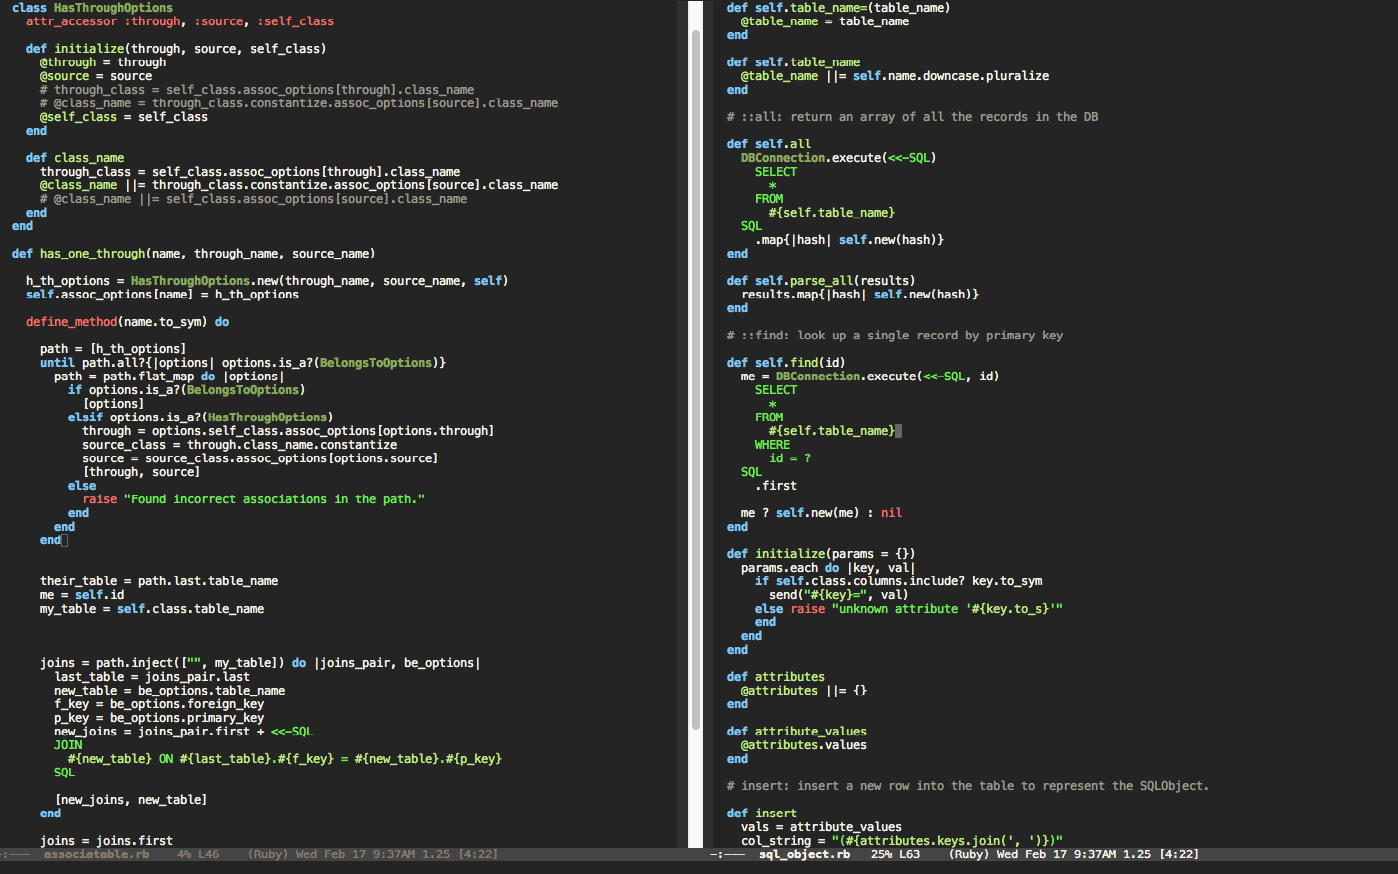 class HasThroughOptions
  attr_accessor :through, :source, :self_class

  def initialize(through, source, self_class)
    @through = through
    @source = source
    # through_class = self_class.assoc_options[through].class_name
    # @class_name = through_class.constantize.assoc_options[source].class_name
    @self_class = self_class
  end

  def class_name
    through_class = self_class.assoc_options[through].class_name
    @class_name ||= through_class.constantize.assoc_options[source].class_name
    # @class_name ||= self_class.assoc_options[source].class_name
  end
end

def has_one_through(name, through_name, source_name)

  h_th_options = HasThroughOptions.new(through_name, source_name, self)
  self.assoc_options[name] = h_th_options

  define_method(name.to_sym) do

    path = [h_th_options]
    until path.all?{|options| options.is_a?(BelongsToOptions)}
      path = path.flat_map do |options|
        if options.is_a?(BelongsToOptions)
          [options]
        elsif options.is_a?(HasThroughOptions)
          through = options.self_class.assoc_options[options.through]
          source_class = through.class_name.constantize
          source = source_class.assoc_options[options.source]
          [through, source]
        else
          raise "Found incorrect associations in the path."
        end
      end
    end

    their_table = path.last.table_name
    me = self.id
    my_table = self.class.table_name

    joins = path.inject(["", my_table]) do |joins_pair, be_options|
      last_table = joins_pair.last
      new_table = be_options.table_name
      f_key = be_options.foreign_key
      p_key = be_options.primary_key
      new_joins = joins_pair.first + <<-SQL
      JOIN
        #{new_table} ON #{last_table}.#{f_key} = #{new_table}.#{p_key}
      SQL

      [new_joins, new_table]
    end

    joins = joins.first
-:--- associatable.rb 4% L46 (Ruby) Wed Feb 17 9:37AM 1.25 [4:22]
def self.table_name=(table_name)
  @table_name = table_name
end

def self.table_name
  @table_name ||= self.name.downcase.pluralize
end

# ::all: return an array of all the records in the DB

def self.all
  DBConnection.execute(<<-SQL)
    SELECT
      *
    FROM
      #{self.table_name}
  SQL
    .map{|hash| self.new(hash)}
end

def self.parse_all(results)
  results.map{|hash| self.new(hash)}
end

# ::find: look up a single record by primary key

def self.find(id)
  me = DBConnection.execute(<<-SQL, id)
    SELECT
      *
    FROM
      #{self.table_name}
    WHERE
      id = ?
  SQL
    .first

  me ? self.new(me) : nil
end

def initialize(params = {})
  params.each do |key, val|
    if self.class.columns.include? key.to_sym
      send("#{key}=", val)
    else raise "unknown attribute '#{key.to_s}'"
    end
  end
end

def attributes
  @attributes ||= {}
end

def attribute_values
  @attributes.values
end

# insert: insert a new row into the table to represent the SQLObject.

def insert
  vals = attribute_values
  col_string = "(#{attributes.keys.join(', ')})"
-:--- sql_object.rb 25% L63 (Ruby) Wed Feb 17 9:37AM 1.25 [4:22]